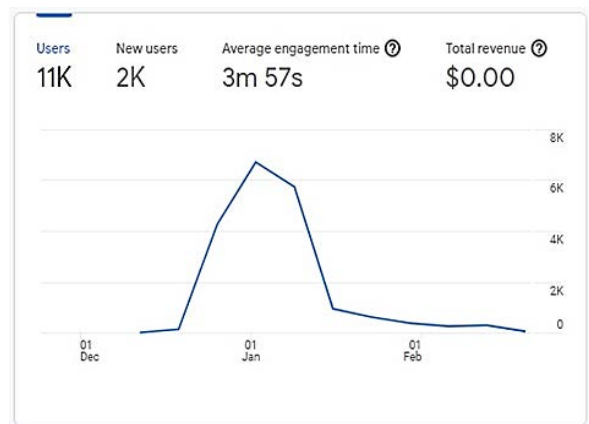 Users New users Average engagement time ? Total revenue ?
11K 2K 3m 57s $0.00
8K
6K
4K
2K
0
01 01 01
Dec Jan Feb